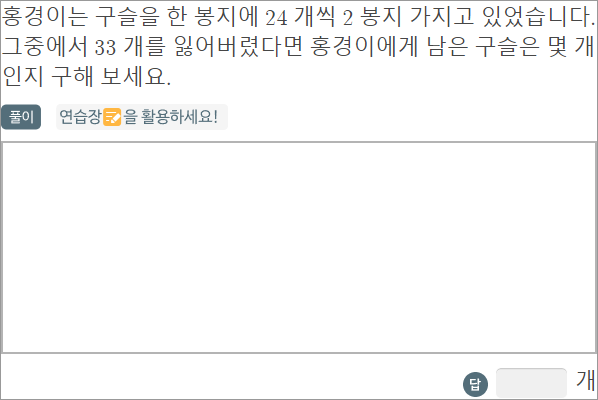 홍경이는 구슬을 한 봉지에 24 개씩 2 봉지 가지고 있었습니다.
그중에서 33 개를 잃어버렸다면 홍경이에게 남은 구슬은 몇 개
인지 구해 보세요.
풀이 연습장을 활용하세요!
답 개